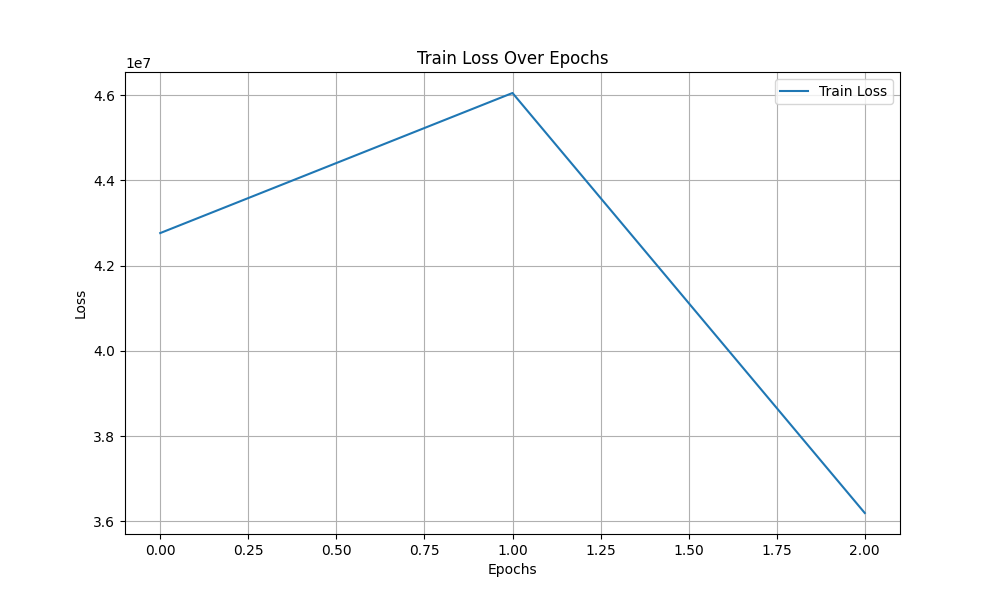 Train Loss Over Epochs
1e7
Train Loss
4.6
4.4
4.2
4.0
3.8
3.6
Loss
0.00 0.25 0.50 0.75 1.00 1.25 1.50 1.75 2.00
Epochs